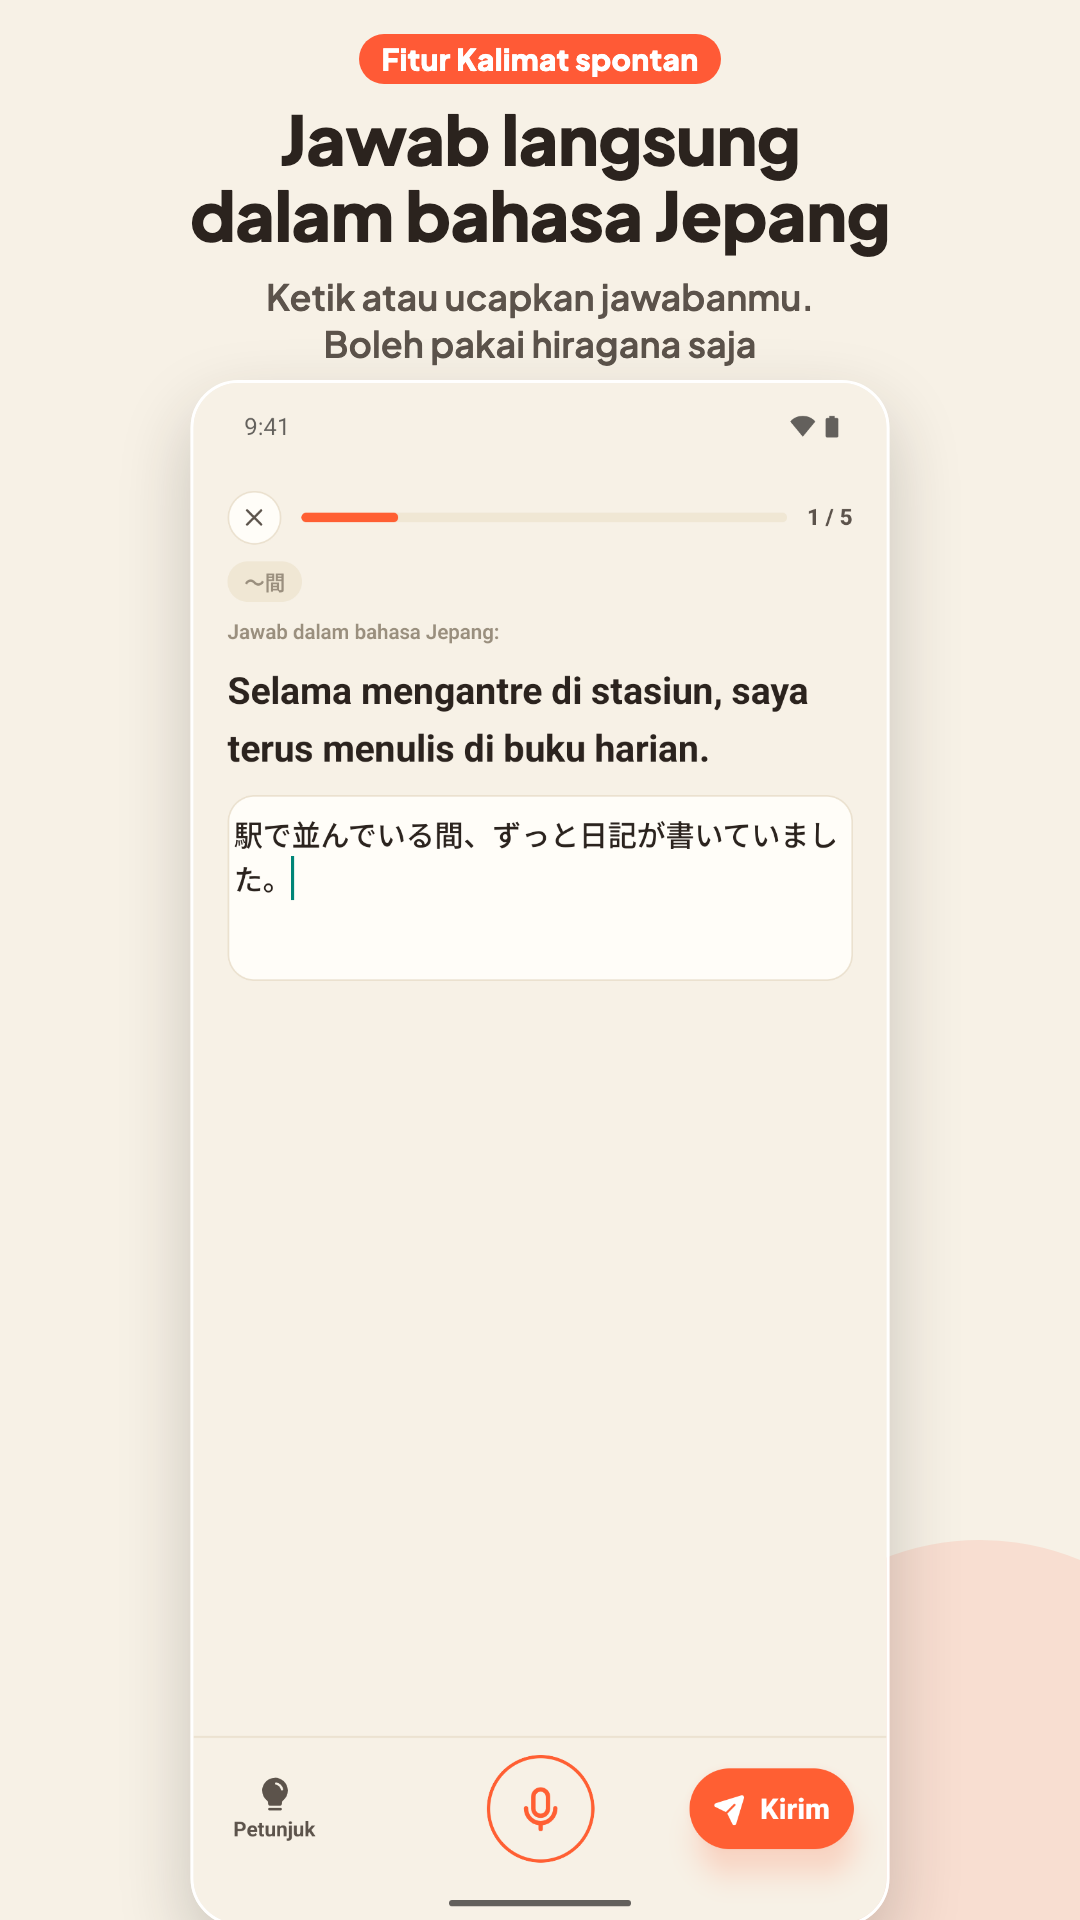 Fitur Kalimat spontan
Jawab langsung
dalam bahasa Jepang
Ketik atau ucapkan jawabanmu.
Boleh pakai hiragana saja
9:41
1 / 5
〜間
Jawab dalam bahasa Jepang:
Selama mengantre di stasiun, saya
terus menulis di buku harian.
駅で並んでいる間、ずっと日記が書いていまし
た。
Petunjuk
Kirim